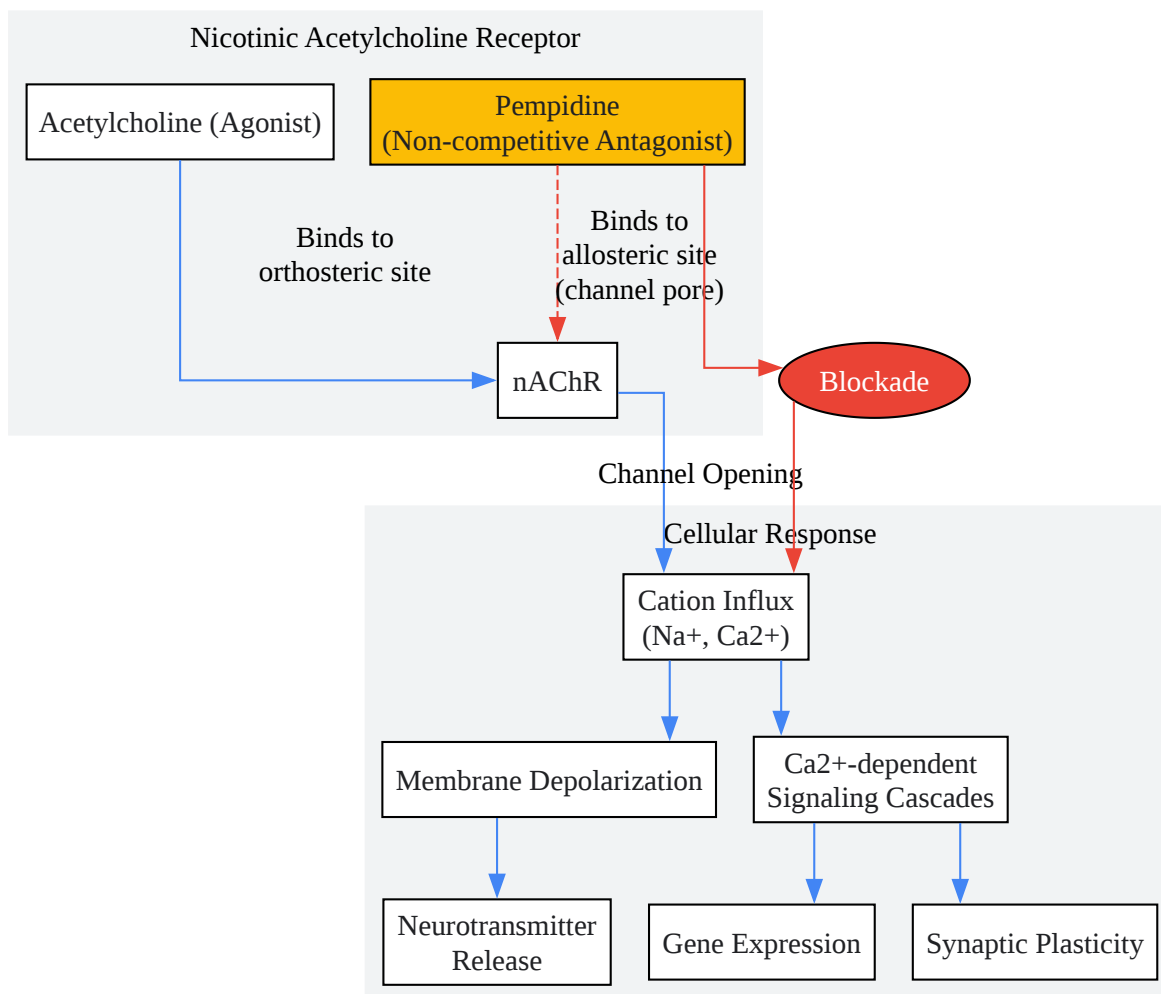 Nicotinic Acetylcholine Receptor
Acetylcholine (Agonist)
Pempidine
(Non-competitive Antagonist)
Binds to
orthosteric site
Binds to
allosteric site
(channel pore)
nAChR
Blockade
Channel Opening
Cellular Response
Cation Influx
(Na+, Ca2+)
Membrane Depolarization
Ca2+-dependent
Signaling Cascades
Neurotransmitter
Release
Gene Expression
Synaptic Plasticity